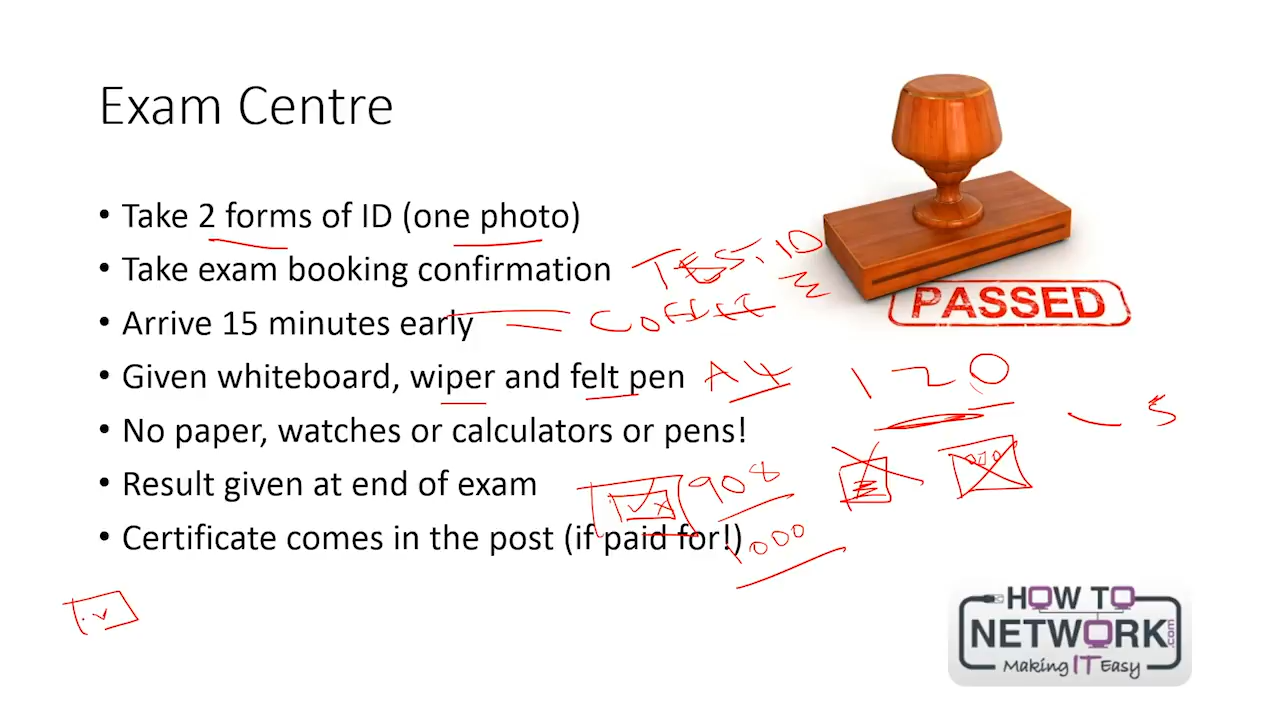 Exam Centre
• Take 2 forms of ID (one photo)
• Take exam booking confirmation
TEST.ID
• Arrive 15 minutes early
COFFEE
• Given whiteboard, wiper and felt pen
A4
120
• No paper, watches or calculators or pens!
5
• Result given at end of exam
908
1000
• Certificate comes in the post (if paid for!)
PASSED
HOW TO
NETWORK.com
Making IT Easy